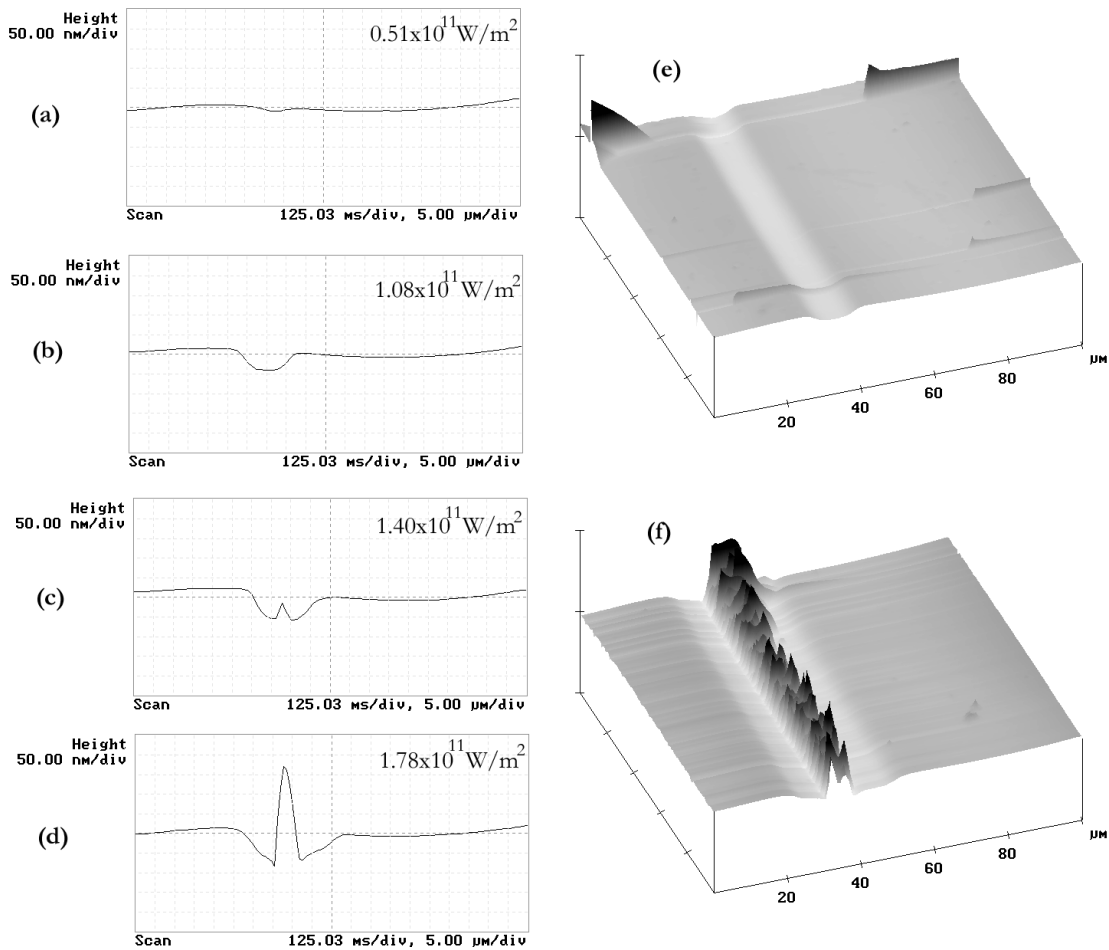 Height
50.00 nm/div
0.51x10^11 W/m^2
(a)
Scan 125.03 ms/div, 5.00 µm/div
Height
50.00 nm/div
1.08x10^11 W/m^2
(b)
Scan 125.03 ms/div, 5.00 µm/div
Height
50.00 nm/div
1.40x10^11 W/m^2
(c)
Scan 125.03 ms/div, 5.00 µm/div
Height
50.00 nm/div
1.78x10^11 W/m^2
(d)
Scan 125.03 ms/div, 5.00 µm/div
(e)
20 40 60 80 µm
(f)
20 40 60 80 µm